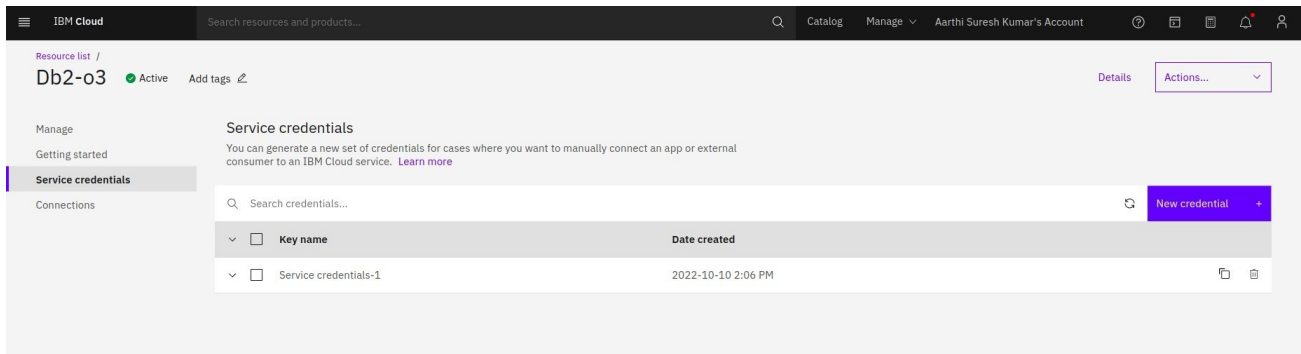 IBM Cloud
Search resources and products...
Catalog
Manage
Aarthi Suresh Kumar's Account
Resource list /
Db2-o3
Active
Add tags
Details
Actions...
Manage
Getting started
Service credentials
Connections
Service credentials
You can generate a new set of credentials for cases where you want to manually connect an app or external
consumer to an IBM Cloud service. Learn more
Search credentials...
New credential +
Key name
Date created
Service credentials-1
2022-10-10 2:06 PM